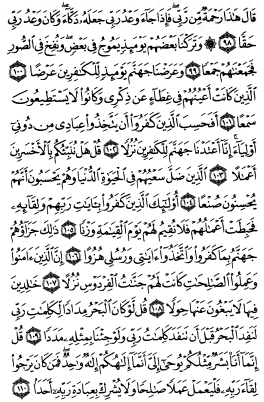 قَالَ هَٰذَا رَحْمَةٌ مِّن رَّبِّي ۖ فَإِذَا جَاءَ وَعْدُ رَبِّي جَعَلَهُ دَكَّاءَ ۖ وَكَانَ وَعْدُ رَبِّي
حَقًّا ٩٨ ۞ وَتَرَكْنَا بَعْضَهُمْ يَوْمَئِذٍ يَمُوجُ فِي بَعْضٍ ۖ وَنُفِخَ فِي الصُّورِ
فَجَمَعْنَاهُمْ جَمْعًا ٩٩ وَعَرَضْنَا جَهَنَّمَ يَوْمَئِذٍ لِّلْكَافِرِينَ عَرْضًا ١٠٠
الَّذِينَ كَانَتْ أَعْيُنُهُمْ فِي غِطَاءٍ عَن ذِكْرِي وَكَانُوا لَا يَسْتَطِيعُونَ
سَمْعًا ١٠١ أَفَحَسِبَ الَّذِينَ كَفَرُوا أَن يَتَّخِذُوا عِبَادِي مِن دُونِي
أَوْلِيَاءَ ۚ إِنَّا أَعْتَدْنَا جَهَنَّمَ لِلْكَافِرِينَ نُزُلًا ١٠٢ قُلْ هَلْ نُنَبِّئُكُم بِالْأَخْسَرِينَ
أَعْمَالًا ١٠٣ الَّذِينَ ضَلَّ سَعْيُهُمْ فِي الْحَيَاةِ الدُّنْيَا وَهُمْ يَحْسَبُونَ أَنَّهُمْ
يُحْسِنُونَ صُنْعًا ١٠٤ أُولَٰئِكَ الَّذِينَ كَفَرُوا بِآيَاتِ رَبِّهِمْ وَلِقَائِهِ
فَحَبِطَتْ أَعْمَالُهُمْ فَلَا نُقِيمُ لَهُمْ يَوْمَ الْقِيَامَةِ وَزْنًا ١٠٥ ذَٰلِكَ جَزَاؤُهُمْ
جَهَنَّمُ بِمَا كَفَرُوا وَاتَّخَذُوا آيَاتِي وَرُسُلِي هُزُوًا ١٠٦ إِنَّ الَّذِينَ آمَنُوا
وَعَمِلُوا الصَّالِحَاتِ كَانَتْ لَهُمْ جَنَّاتُ الْفِرْدَوْسِ نُزُلًا ١٠٧ خَالِدِينَ
فِيهَا لَا يَبْغُونَ عَنْهَا حِوَلًا ١٠٨ قُل لَّوْ كَانَ الْبَحْرُ مِدَادًا لِّكَلِمَاتِ رَبِّي
لَنَفِدَ الْبَحْرُ قَبْلَ أَن تَنفَدَ كَلِمَاتُ رَبِّي وَلَوْ جِئْنَا بِمِثْلِهِ مَدَدًا ١٠٩ قُلْ
إِنَّمَا أَنَا بَشَرٌ مِّثْلُكُمْ يُوحَىٰ إِلَيَّ أَنَّمَا إِلَٰهُكُمْ إِلَٰهٌ وَاحِدٌ ۖ فَمَن كَانَ يَرْجُوا
لِقَاءَ رَبِّهِ فَلْيَعْمَلْ عَمَلًا صَالِحًا وَلَا يُشْرِكْ بِعِبَادَةِ رَبِّهِ أَحَدًا ١١٠